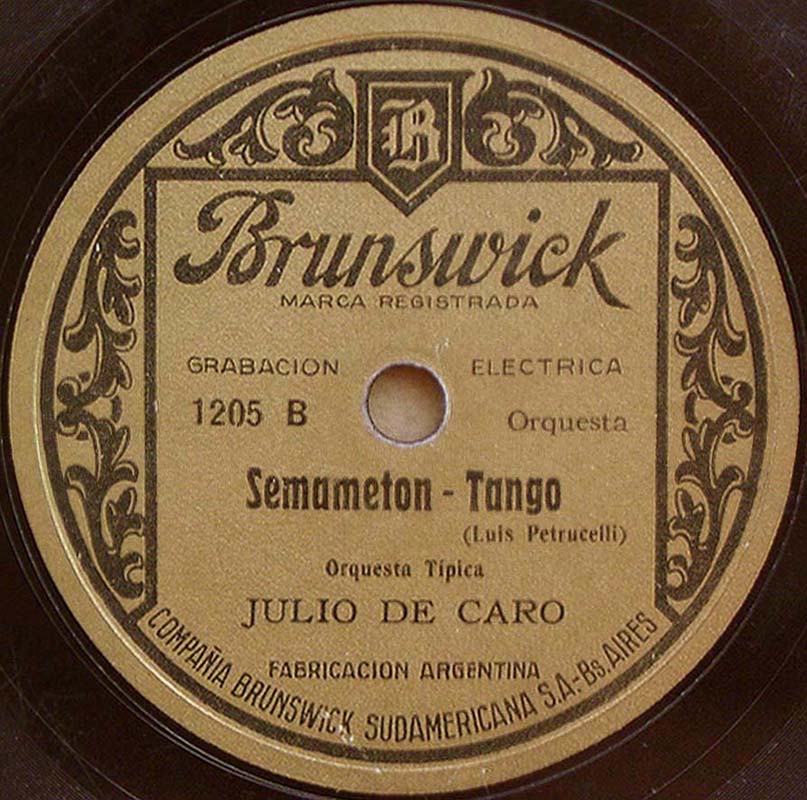 B
Brunswick
MARCA REGISTRADA
GRABACION ELECTRICA
1205 B Orquesta
Semameton - Tango
(Luis Petrucelli)
Orquesta Típica
JULIO DE CARO
FABRICACION ARGENTINA
COMPAÑIA BRUNSWICK SUDAMERICANA S.A.-Bs. AIRES